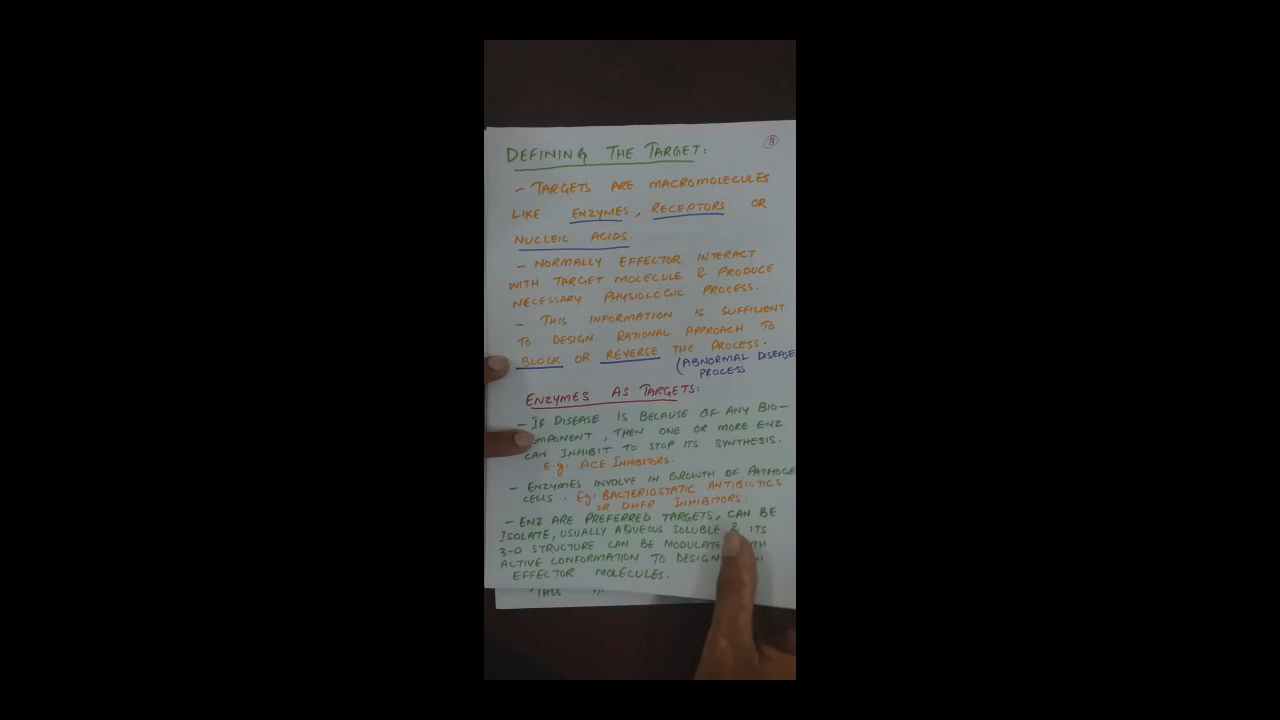 8
DEFINING THE TARGET:
- TARGETS ARE MACROMOLECULES
LIKE ENZYMES, RECEPTORS OR
NUCLEIC ACIDS.
- NORMALLY EFFECTOR INTERACT
WITH TARGET MOLECULE & PRODUCE
NECESSARY PHYSIOLOGIC PROCESS.
- THIS INFORMATION IS SUFFICIENT
TO DESIGN RATIONAL APPROACH TO
BLOCK OR REVERSE THE PROCESS.
(ABNORMAL DISEASE
PROCESS
ENZYMES AS TARGETS:
- IF DISEASE IS BECAUSE OF ANY BIO-
OMPONENT, THEN ONE OR MORE ENZ
CAN INHIBIT TO STOP ITS SYNTHESIS.
E.g. ACE INHIBITORS.
- ENZYMES INVOLVE IN GROWTH OF PATHOGE
CELLS. Eg: BACTERIOSTATIC ANTIBIOTICS
OR DHFR INHIBITORS.
- ENZ ARE PREFERRED TARGETS, CAN BE
ISOLATE, USUALLY AQUEOUS SOLUBLE & ITS
3-D STRUCTURE CAN BE MODULATE
ACTIVE CONFORMATION TO DESIGN
EFFECTOR MOLECULES.